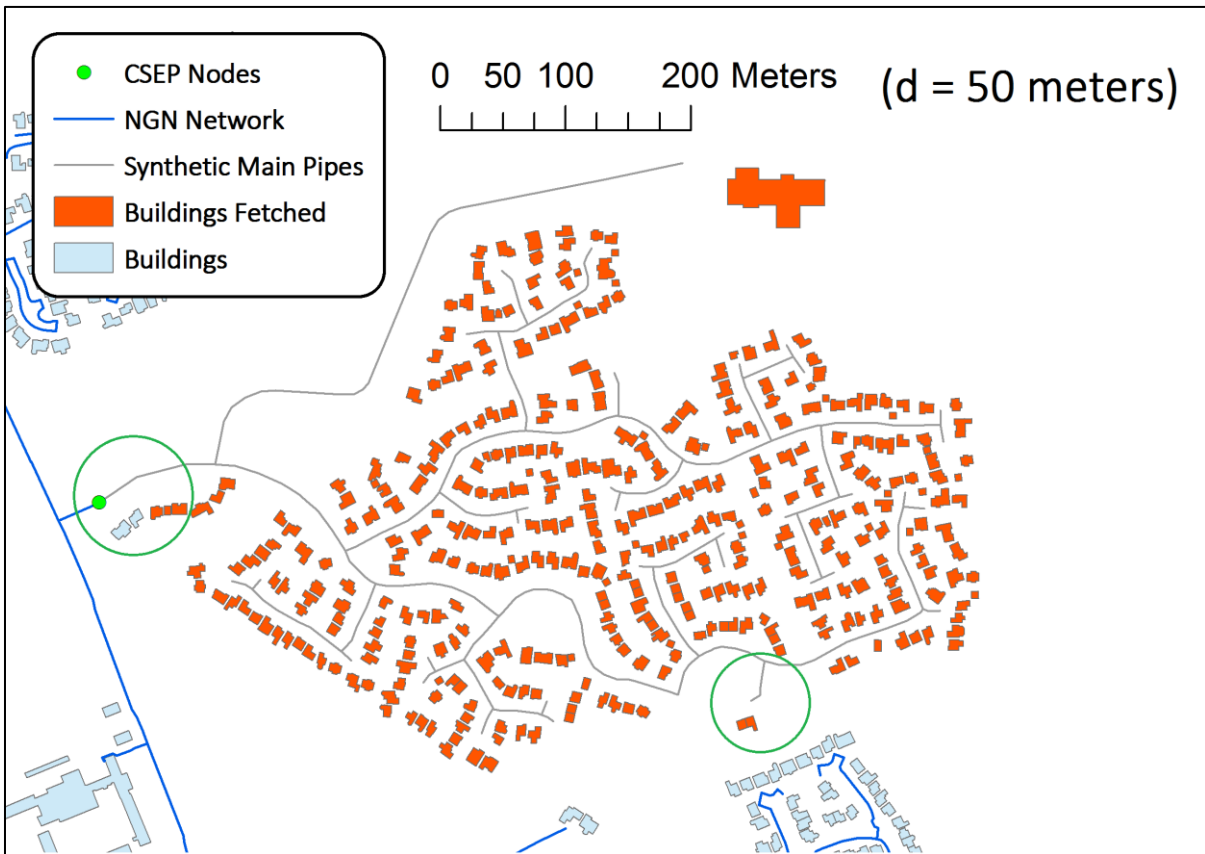 CSEP Nodes
NGN Network
Synthetic Main Pipes
Buildings Fetched
Buildings
0 50 100 200 Meters
(d = 50 meters)